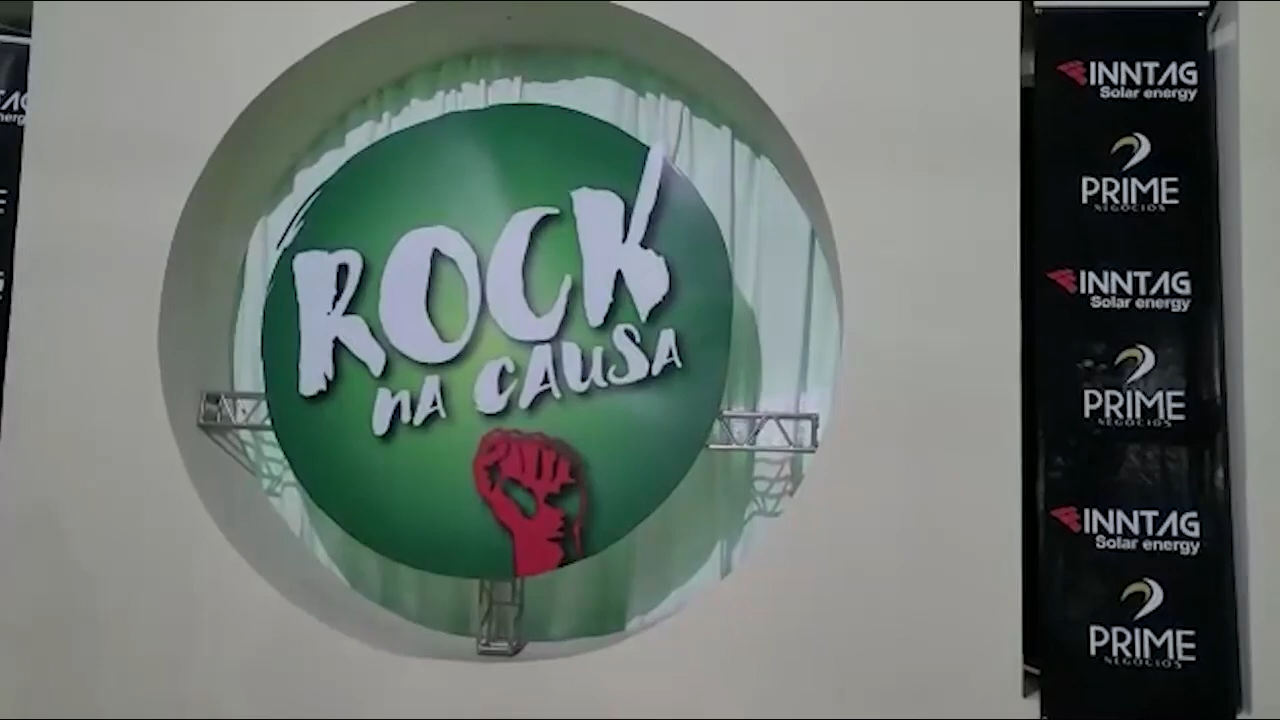 ROCK
NA CAUSA
INNTAG
Solar energy
PRIME
NEGÓCIOS
INNTAG
Solar energy
PRIME
NEGÓCIOS
INNTAG
Solar energy
PRIME
NEGÓCIOS